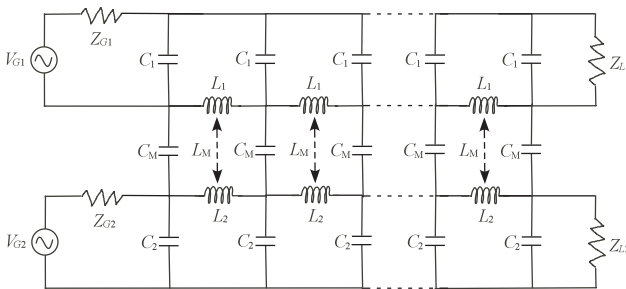 Z_G1
V_G1
C_1 C_1 C_1 C_1 C_1
Z_L
L_1 L_1 L_1
C_M L_M C_M L_M C_M C_M L_M C_M
Z_G2
L_2 L_2 L_2
V_G2
C_2 C_2 C_2 C_2 C_2
Z_L